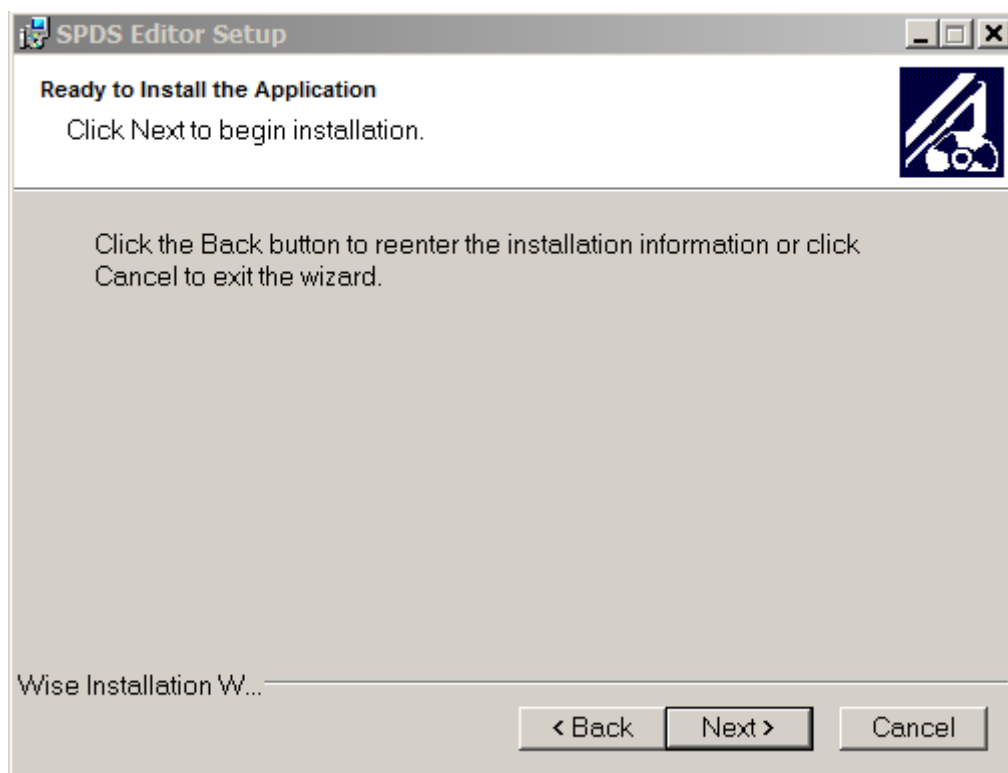 SPDS Editor Setup
Ready to Install the Application
Click Next to begin installation.
Click the Back button to reenter the installation information or click
Cancel to exit the wizard.
Wise Installation W...
< Back Next > Cancel